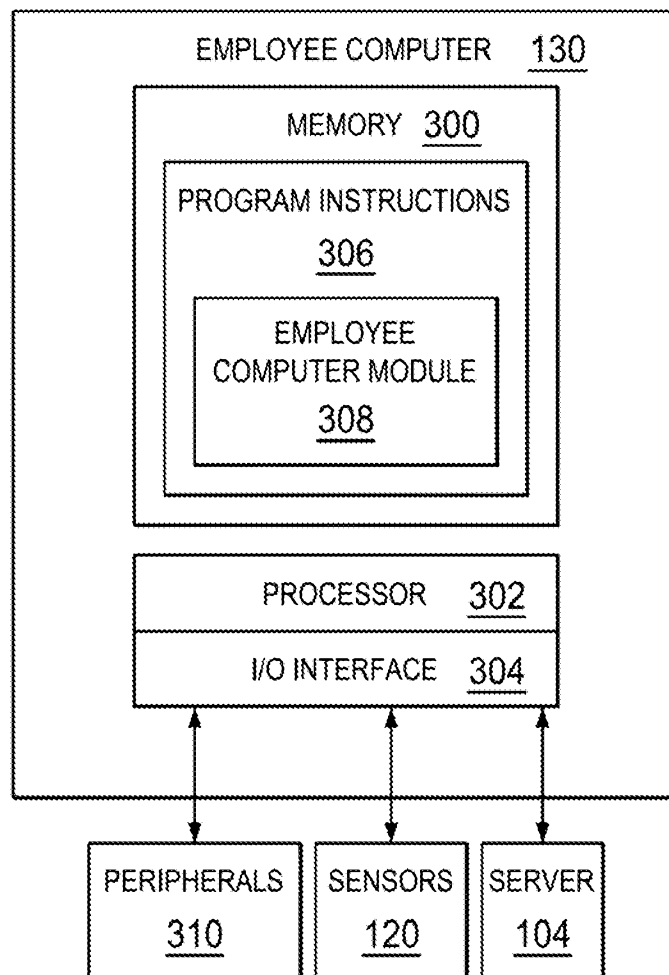 EMPLOYEE COMPUTER 130
MEMORY 300
PROGRAM INSTRUCTIONS
306
EMPLOYEE
COMPUTER MODULE
308
PROCESSOR 302
I/O INTERFACE 304
PERIPHERALS
310
SENSORS
120
SERVER
104